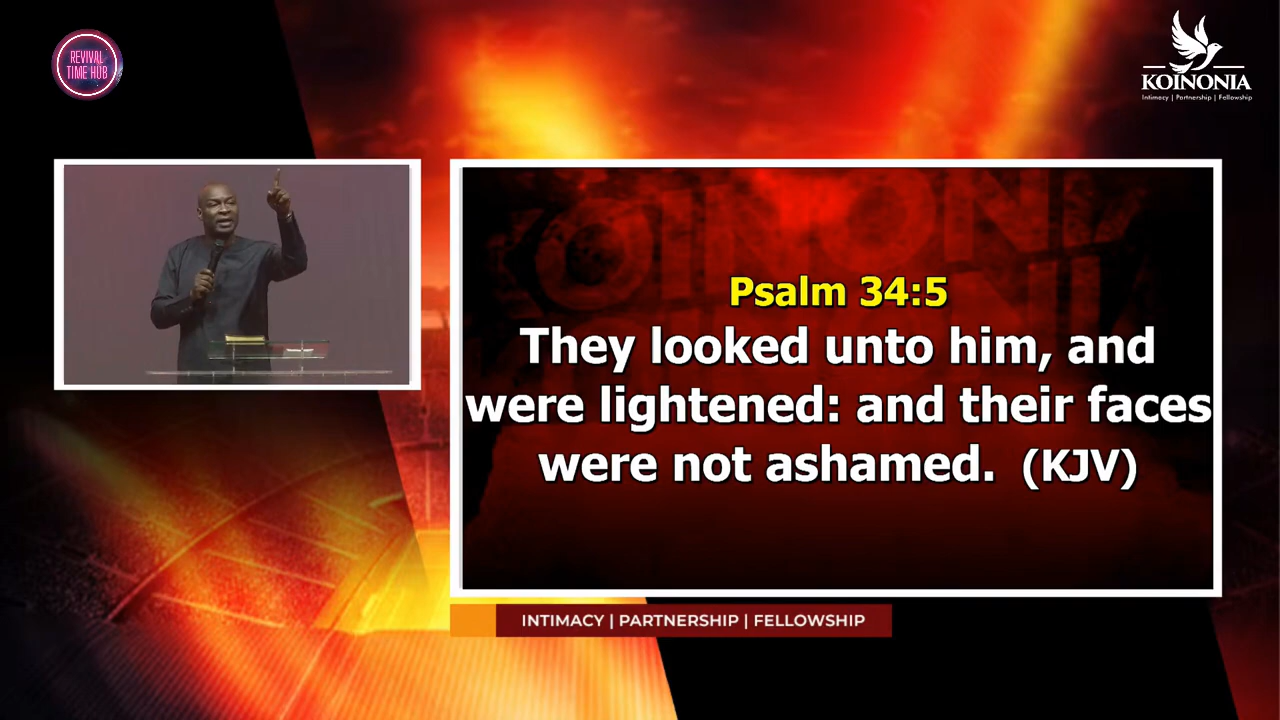 REVIVAL
TIME HUB
KOINONIA
Intimacy | Partnership | Fellowship
KOINONIA
Psalm 34:5
They looked unto him, and
were lightened: and their faces
were not ashamed. (KJV)
INTIMACY | PARTNERSHIP | FELLOWSHIP